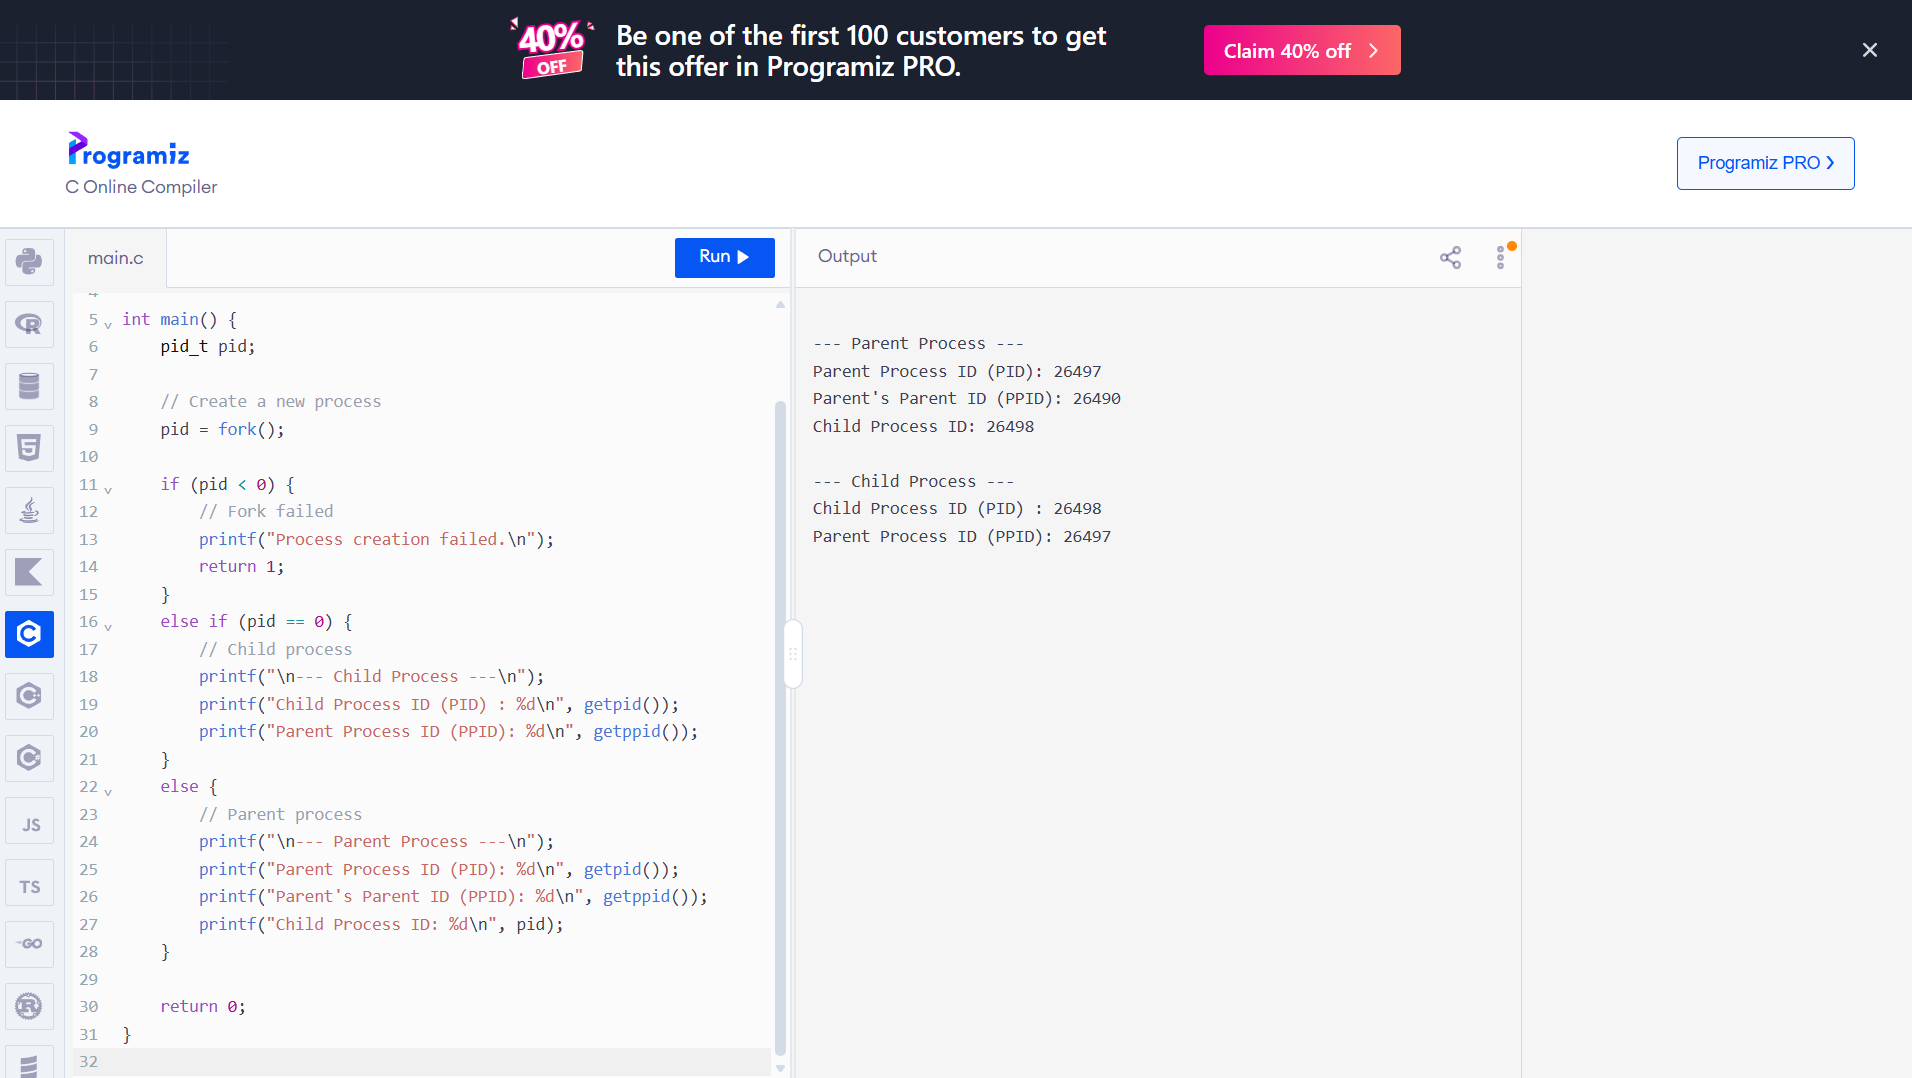 40%
OFF
Be one of the first 100 customers to get
this offer in Programiz PRO.
Claim 40% off
Programiz
C Online Compiler
Programiz PRO
main.c
Run
Output
4
5 int main() {
6     pid_t pid;
7
8     // Create a new process
9     pid = fork();
10
11     if (pid < 0) {
12         // Fork failed
13         printf("Process creation failed.\n");
14         return 1;
15     }
16     else if (pid == 0) {
17         // Child process
18         printf("\n--- Child Process ---\n");
19         printf("Child Process ID (PID) : %d\n", getpid());
20         printf("Parent Process ID (PPID): %d\n", getppid());
21     }
22     else {
23         // Parent process
24         printf("\n--- Parent Process ---\n");
25         printf("Parent Process ID (PID): %d\n", getpid());
26         printf("Parent's Parent ID (PPID): %d\n", getppid());
27         printf("Child Process ID: %d\n", pid);
28     }
29
30     return 0;
31 }
32
--- Parent Process ---
Parent Process ID (PID): 26497
Parent's Parent ID (PPID): 26490
Child Process ID: 26498
--- Child Process ---
Child Process ID (PID) : 26498
Parent Process ID (PPID): 26497
R
5
C
C
C
JS
TS
GO
R